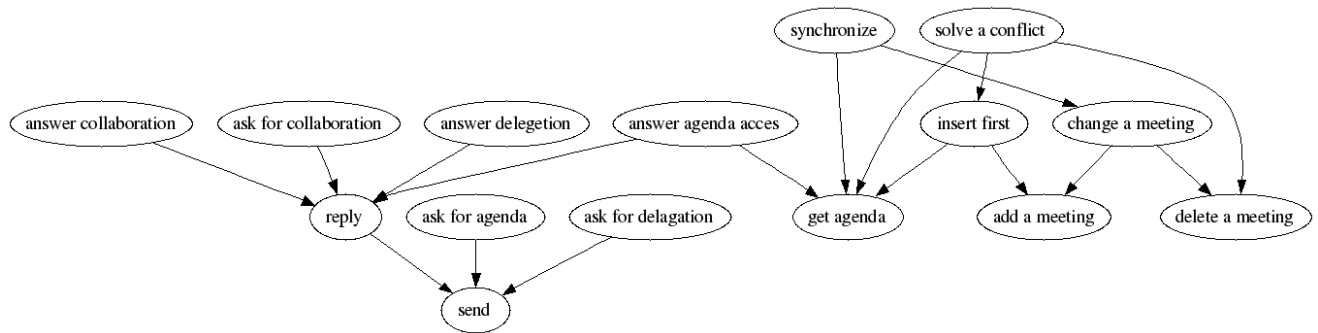 synchronize
solve a conflict
answer collaboration
ask for collaboration
answer delegetion
answer agenda acces
insert first
change a meeting
reply
ask for agenda
ask for delagation
get agenda
add a meeting
delete a meeting
send